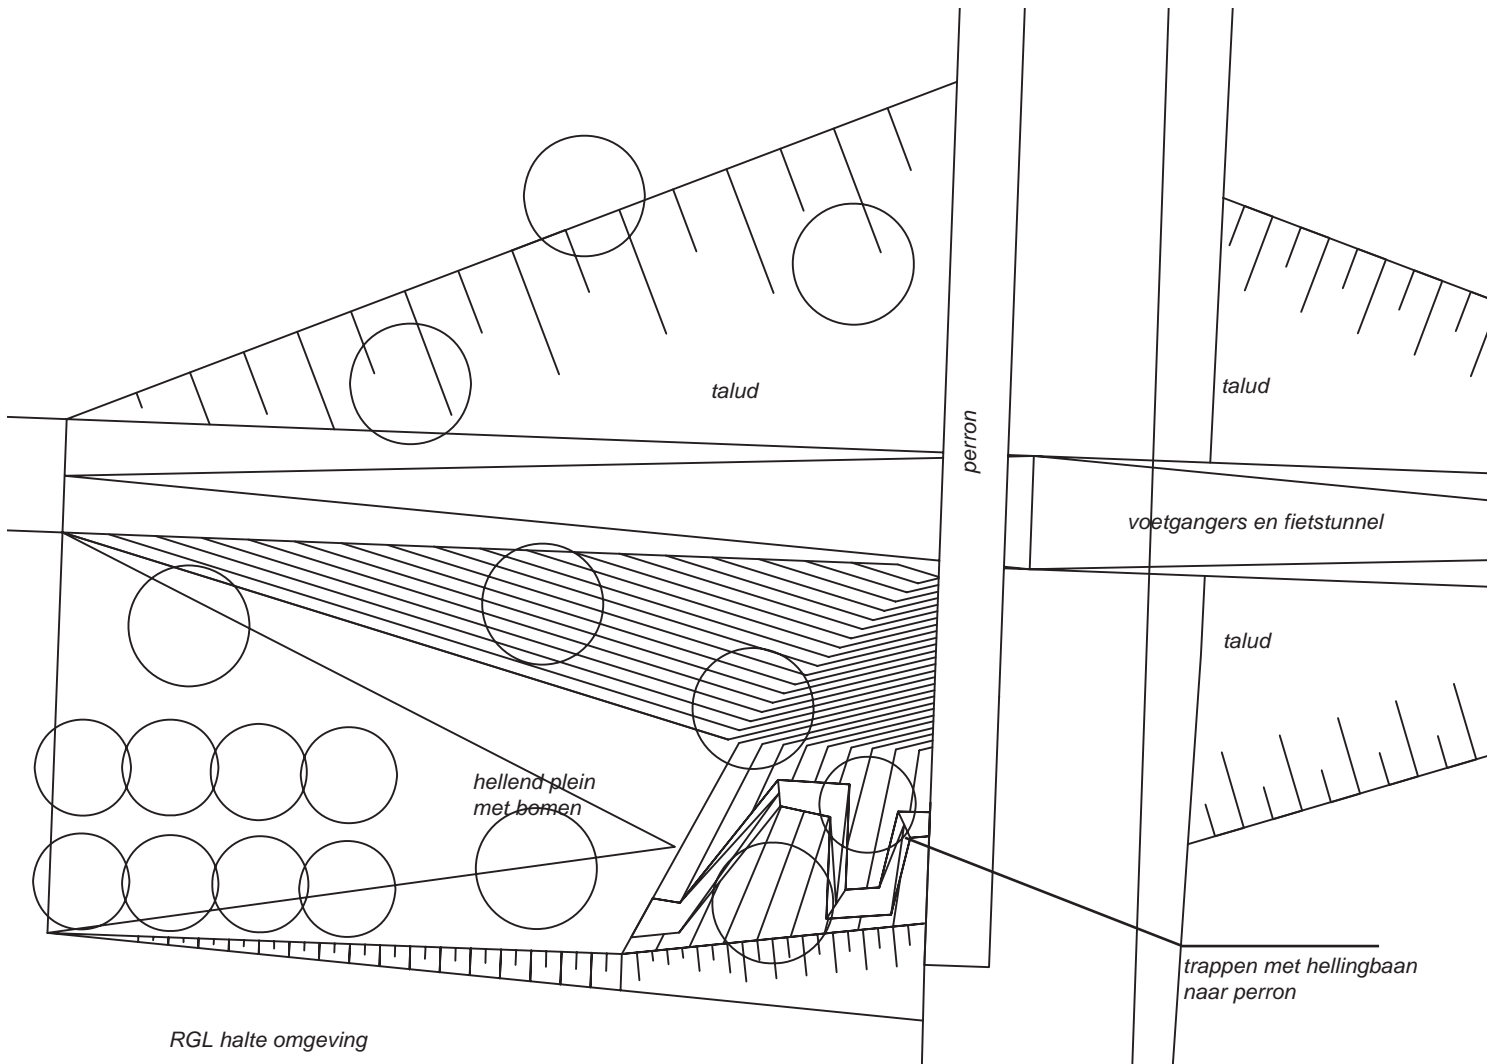 talud
talud
perron
voetgangers en fietstunnel
talud
hellend plein
met bomen
trappen met hellingbaan
naar perron
RGL halte omgeving